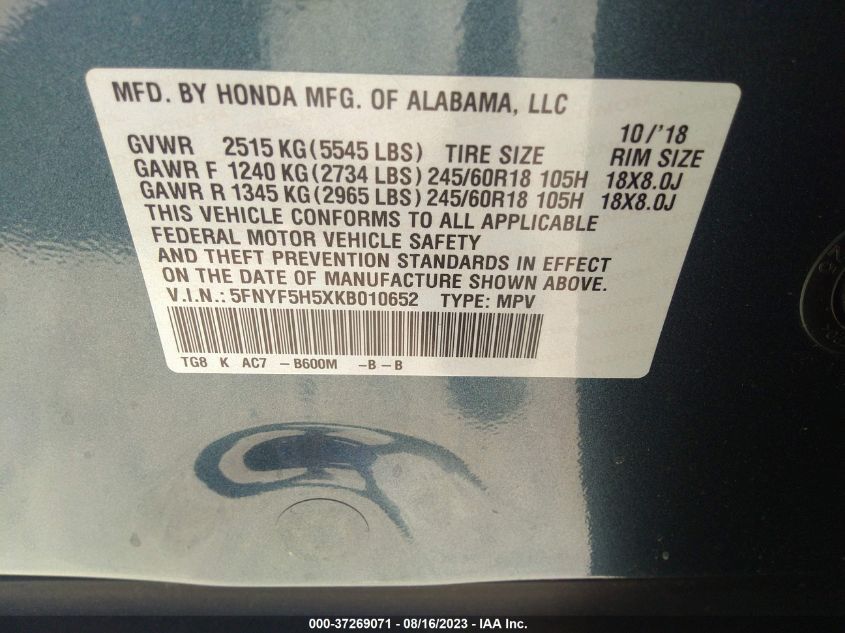 MFD. BY HONDA MFG. OF ALABAMA, LLC
10/'18
GVWR 2515 KG(5545 LBS) TIRE SIZE RIM SIZE
GAWR F 1240 KG(2734 LBS) 245/60R18 105H 18X8.0J
GAWR R 1345 KG(2965 LBS) 245/60R18 105H 18X8.0J
THIS VEHICLE CONFORMS TO ALL APPLICABLE
FEDERAL MOTOR VEHICLE SAFETY
AND THEFT PREVENTION STANDARDS IN EFFECT
ON THE DATE OF MANUFACTURE SHOWN ABOVE.
V.I.N.: 5FNYF5H5XKB010652 TYPE: MPV
TG8 K AC7 -B600M -B-B
000-37269071 - 08/16/2023 - IAA Inc.